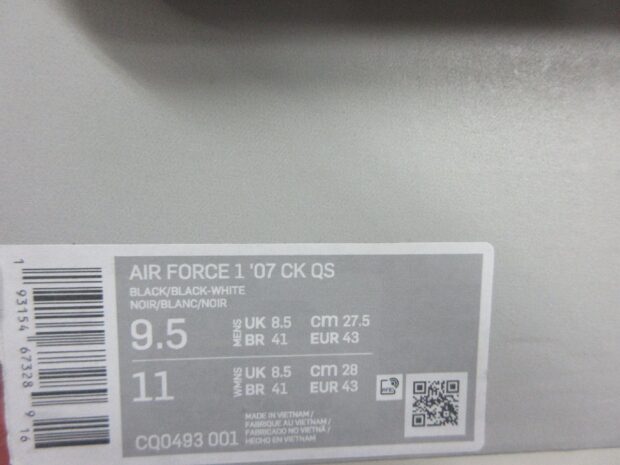 AIR FORCE 1 '07 CK QS
BLACK/BLACK-WHITE
NOIR/BLANC/NOIR
9.5 MENS UK 8.5 cm 27.5
BR 41 EUR 43
11 WMNS UK 8.5 cm 28
BR 41 EUR 43
MADE IN VIETNAM /
FABRIQUÉ AU VIETNAM /
FABRICADO NO VIETNÃ /
HECHO EN VIETNAM
CQ0493 001
1 93154 67328 9 16